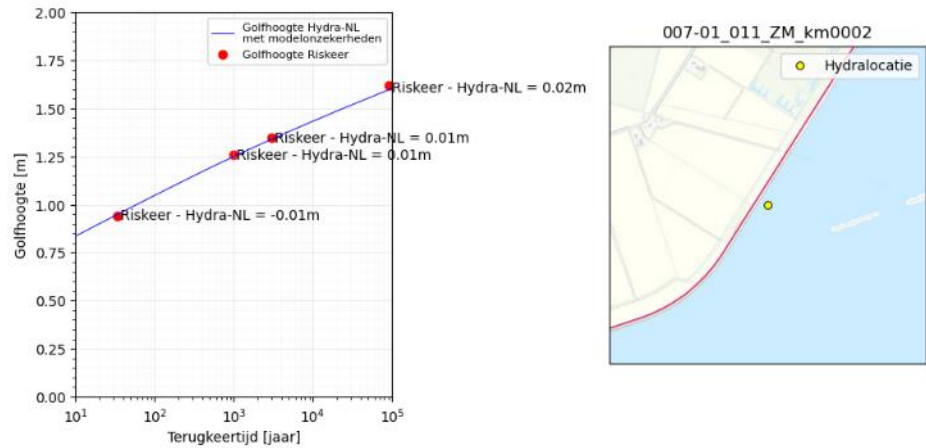 2.00
1.75
1.50
1.25
1.00
0.75
0.50
0.25
0.00
Golfhoogte [m]
Golfhoogte Hydra-NL
met modelonzekerheden
Golfhoogte Riskeer
Riskeer - Hydra-NL = 0.02m
Riskeer - Hydra-NL = 0.01m
Riskeer - Hydra-NL = 0.01m
Riskeer - Hydra-NL = -0.01m
10¹ 10² 10³ 10⁴ 10⁵
Terugkeertijd [jaar]
007-01_011_ZM_km0002
Hydralocatie